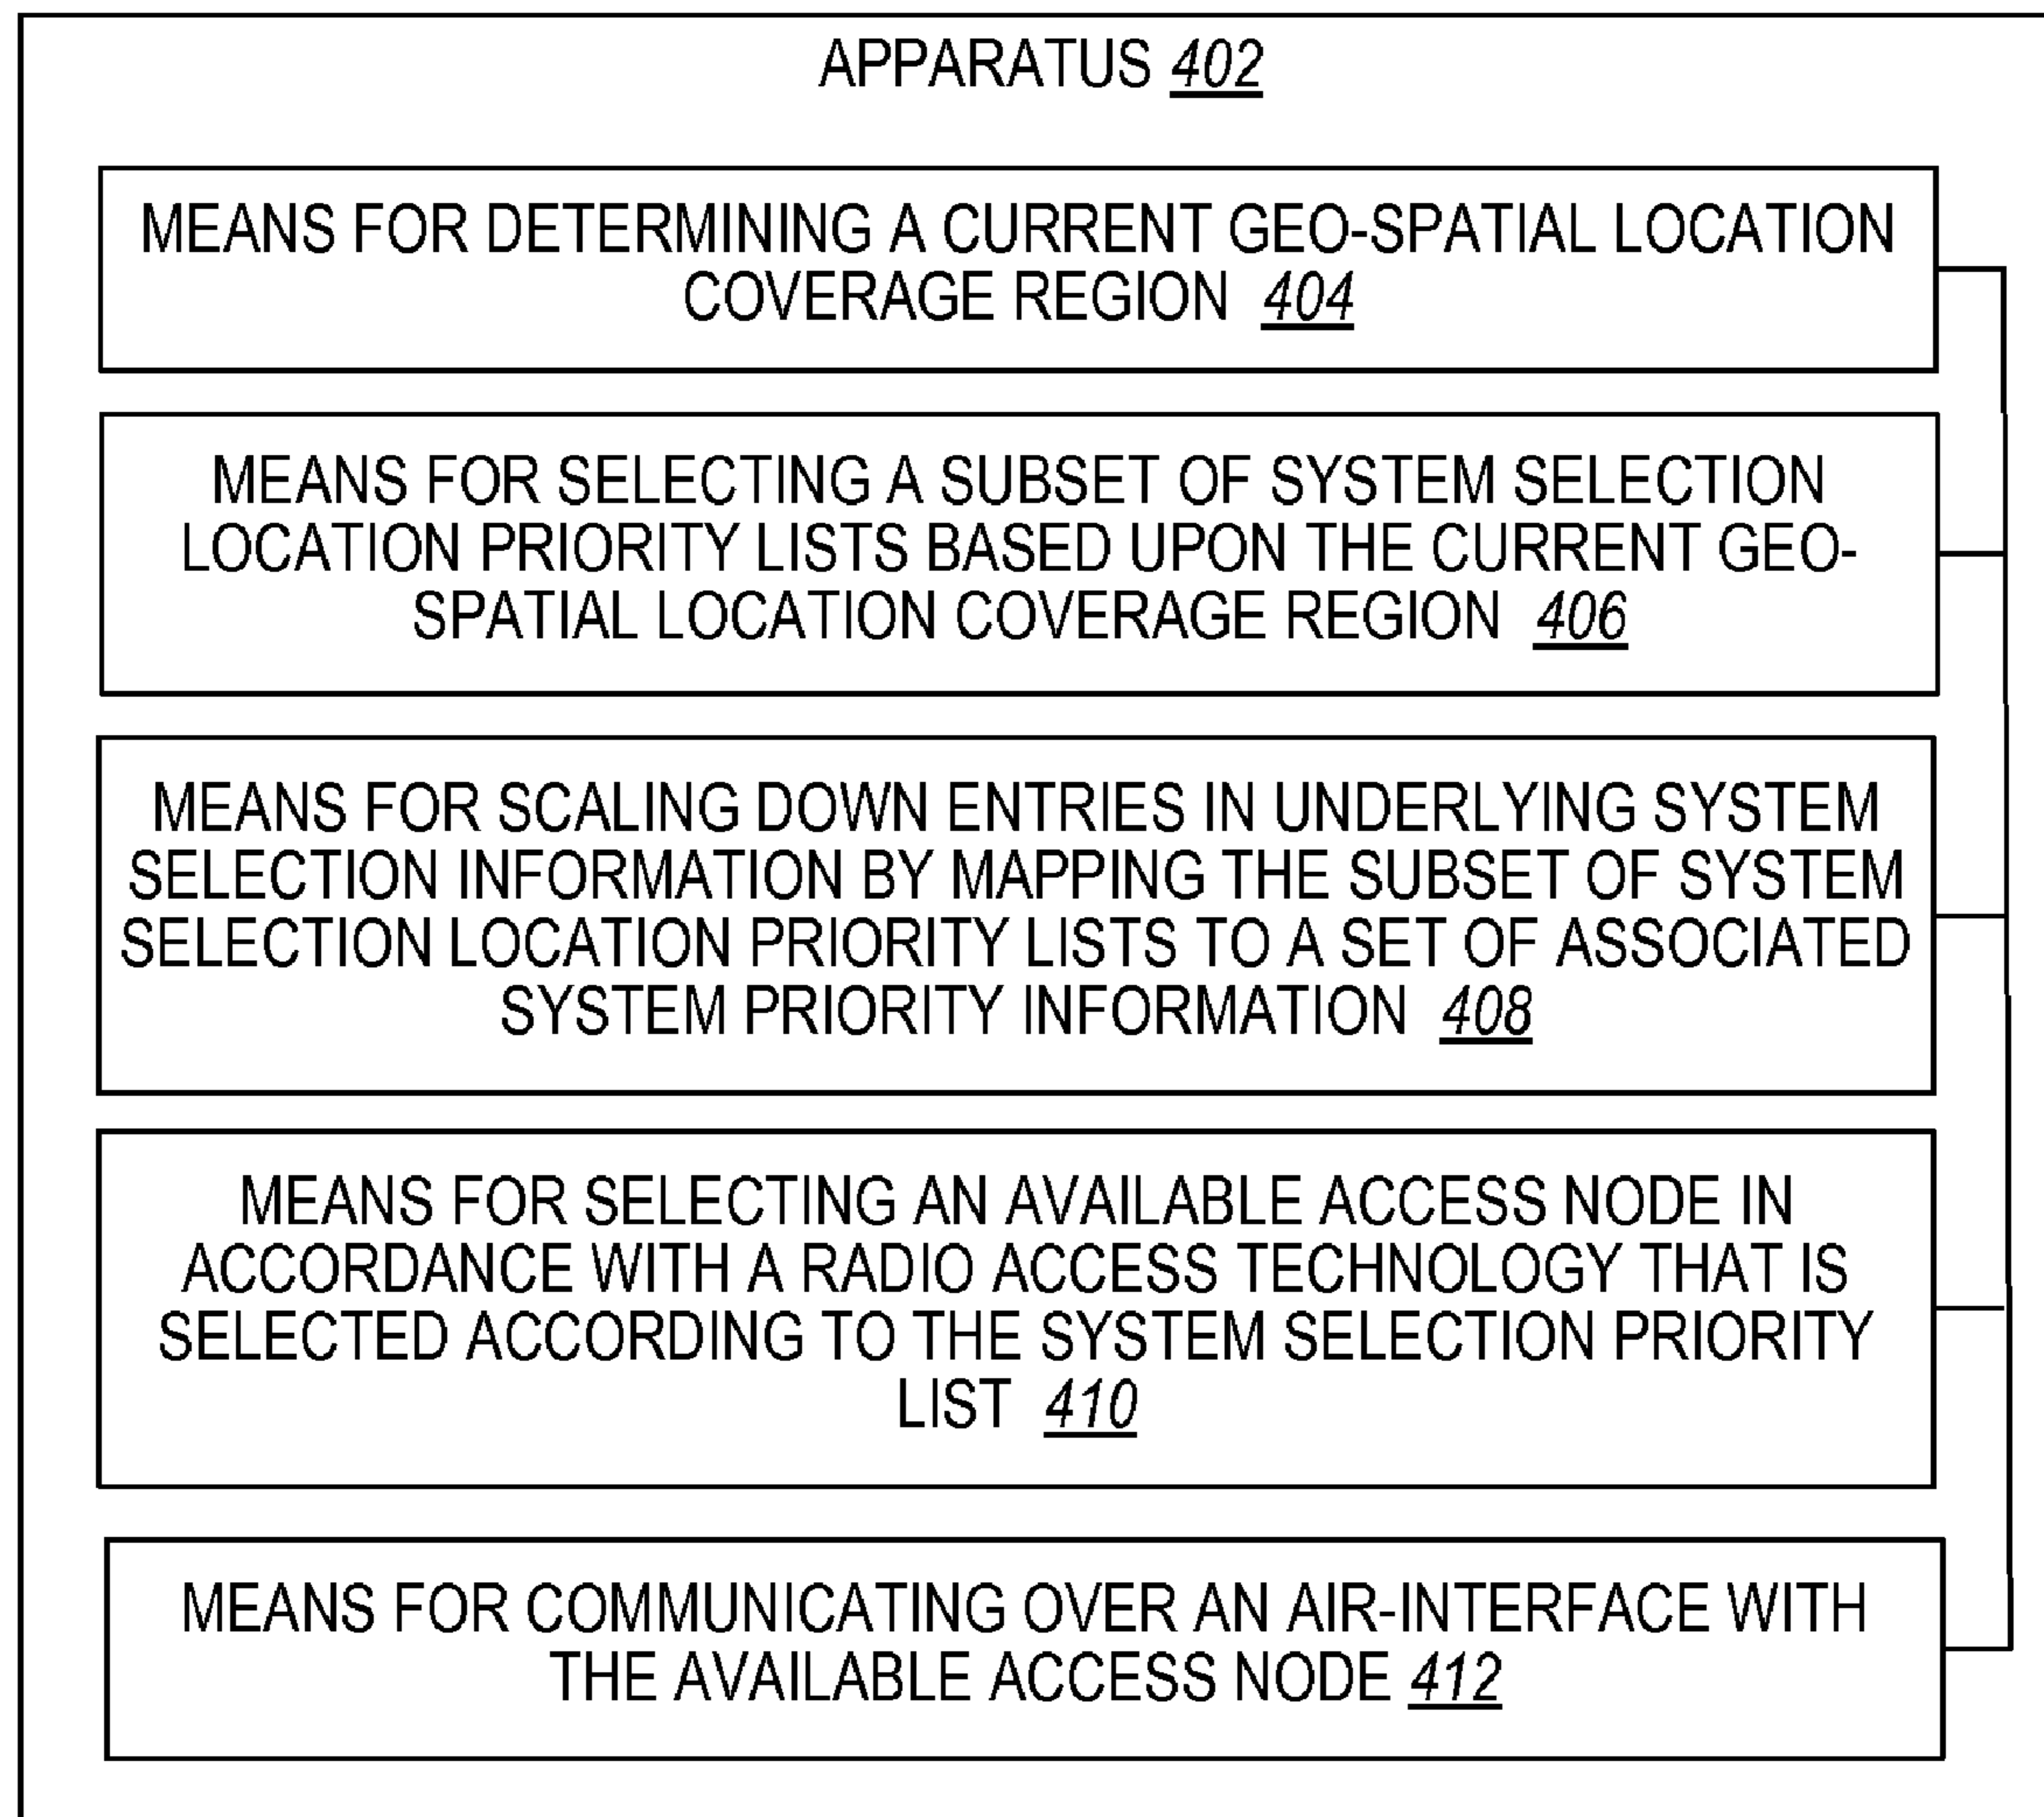 APPARATUS 402
MEANS FOR DETERMINING A CURRENT GEO-SPATIAL LOCATION
COVERAGE REGION 404
MEANS FOR SELECTING A SUBSET OF SYSTEM SELECTION
LOCATION PRIORITY LISTS BASED UPON THE CURRENT GEO-
SPATIAL LOCATION COVERAGE REGION 406
MEANS FOR SCALING DOWN ENTRIES IN UNDERLYING SYSTEM
SELECTION INFORMATION BY MAPPING THE SUBSET OF SYSTEM
SELECTION LOCATION PRIORITY LISTS TO A SET OF ASSOCIATED
SYSTEM PRIORITY INFORMATION 408
MEANS FOR SELECTING AN AVAILABLE ACCESS NODE IN
ACCORDANCE WITH A RADIO ACCESS TECHNOLOGY THAT IS
SELECTED ACCORDING TO THE SYSTEM SELECTION PRIORITY
LIST 410
MEANS FOR COMMUNICATING OVER AN AIR-INTERFACE WITH
THE AVAILABLE ACCESS NODE 412